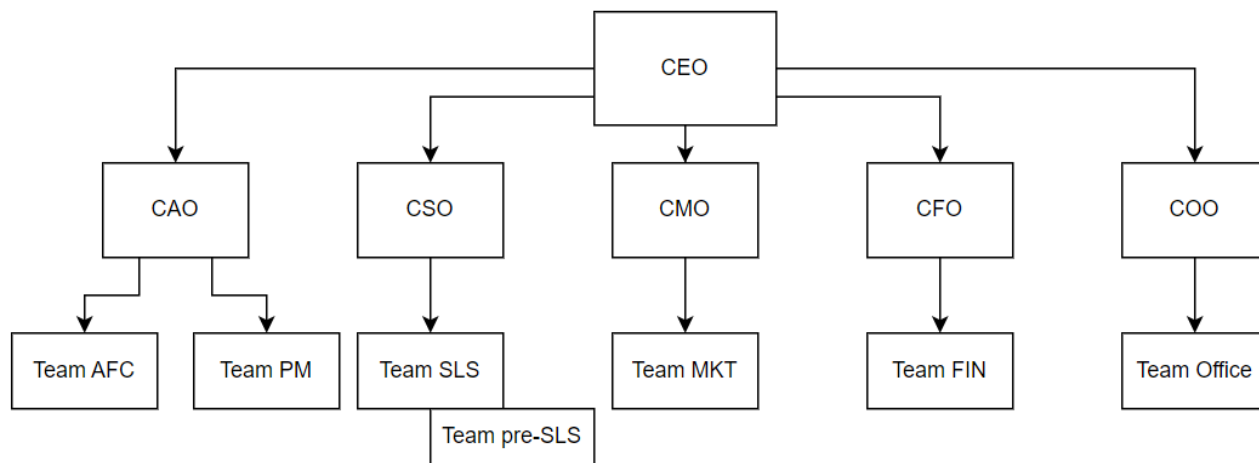 CEO
CAO
CSO
CMO
CFO
COO
Team AFC
Team PM
Team SLS
Team MKT
Team FIN
Team Office
Team pre-SLS